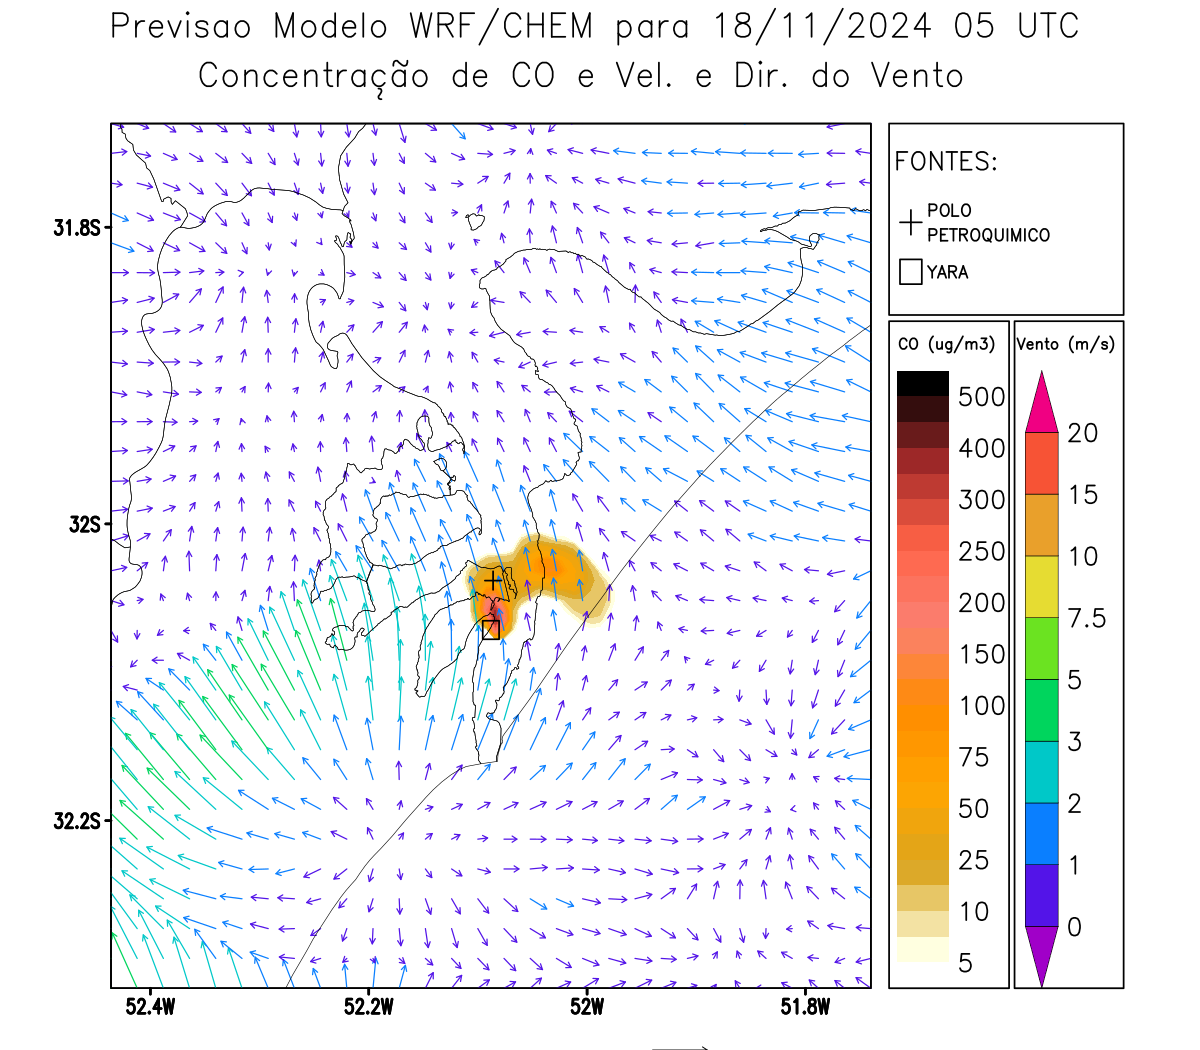 Previsao Modelo WRF/CHEM para 18/11/2024 05 UTC
Concentração de CO e Vel. e Dir. do Vento
FONTES:
POLO
PETROQUIMICO
YARA
31.8S
32S
32.2S
52.4W 52.2W 52W 51.8W
CO (ug/m3)
500
400
300
250
200
150
100
75
50
25
10
5
Vento (m/s)
20
15
10
7.5
5
3
2
1
0